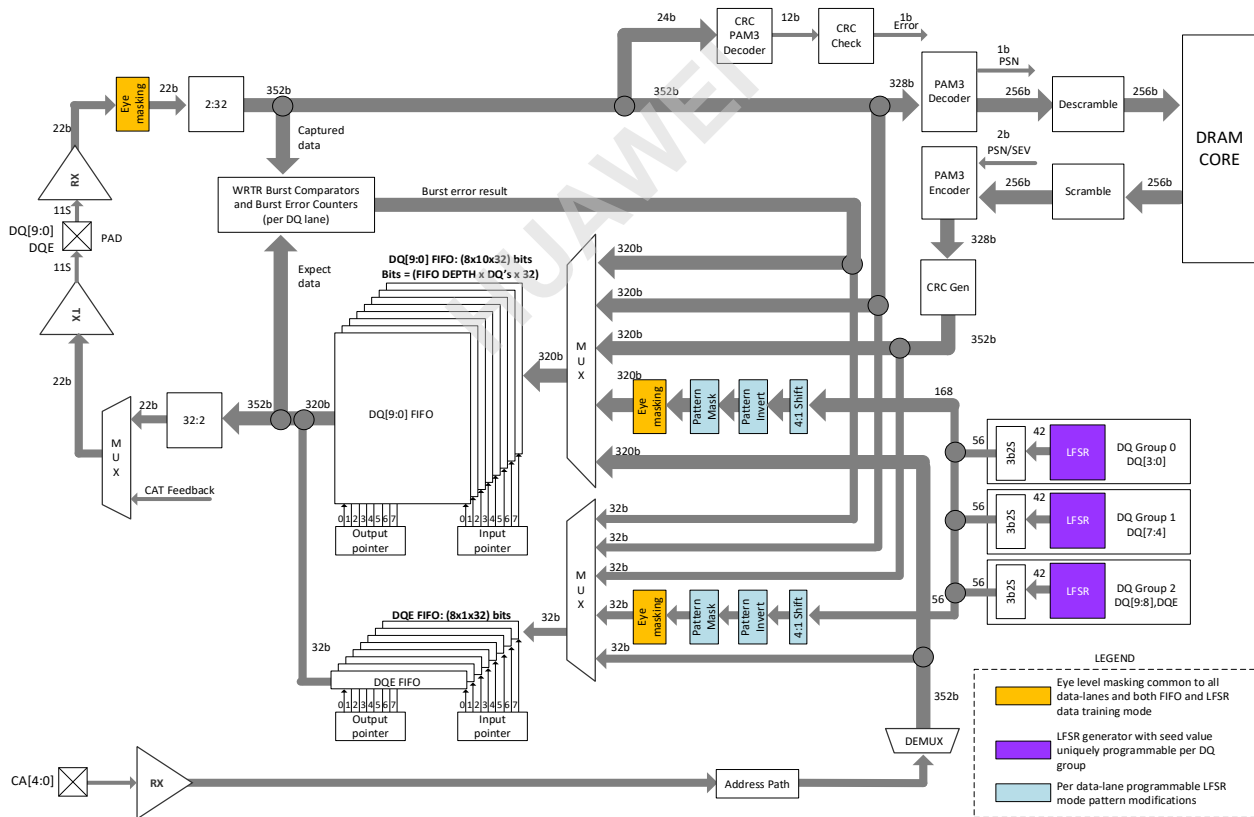 24b
CRC
PAM3
Decoder
12b
CRC
Check
1b
Error
22b
Eye
masking
22b
2:32
352b
352b
328b
PAM3
Decoder
1b
PSN
256b
Descramble
256b
DRAM
CORE
Captured
data
RX
11S
DQ[9:0]
DQE
PAD
11S
TX
22b
WRTR Burst Comparators
and Burst Error Counters
(per DQ lane)
Burst error result
Expect
data
PAM3
Encoder
2b
PSN/SEV
256b
Scramble
256b
328b
CRC Gen
352b
HUAWEI
DQ[9:0] FIFO: (8x10x32) bits
Bits = (FIFO DEPTH x DQ's x 32)
DQ[9:0] FIFO
320b
MUX
320b
320b
320b
320b
320b
Eye
masking
Pattern
Mask
Pattern
Invert
4:1 Shift
168
MUX
22b
32:2
352b
320b
CAT Feedback
0 1 2 3 4 5 6 7
Output
pointer
0 1 2 3 4 5 6 7
Input
pointer
56
3b2S
42
LFSR
DQ Group 0
DQ[3:0]
56
3b2S
42
LFSR
DQ Group 1
DQ[7:4]
56
3b2S
42
LFSR
DQ Group 2
DQ[9:8],DQE
MUX
32b
32b
32b
32b
32b
Eye
masking
Pattern
Mask
Pattern
Invert
4:1 Shift
56
DQE FIFO: (8x1x32) bits
32b
32b
DQE FIFO
0 1 2 3 4 5 6 7
Output
pointer
0 1 2 3 4 5 6 7
Input
pointer
352b
DEMUX
CA[4:0]
RX
Address Path
LEGEND
Eye level masking common to all
data-lanes and both FIFO and LFSR
data training mode
LFSR generator with seed value
uniquely programmable per DQ
group
Per data-lane programmable LFSR
mode pattern modifications